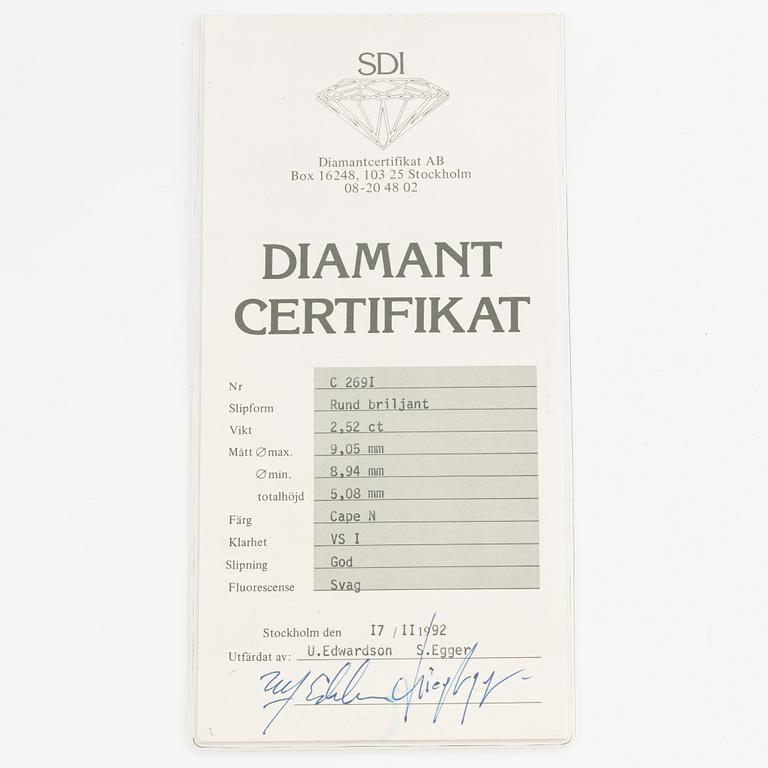 SDI
Diamantcertifikat AB
Box 16248, 103 25 Stockholm
08-20 48 02
DIAMANT
CERTIFIKAT
Nr C 269I
Slipform Rund briljant
Vikt 2,52 ct
Mått Ø max. 9,05 mm
Ø min. 8,94 mm
totalhöjd 5,08 mm
Färg Cape N
Klarhet VS I
Slipning God
Fluorescense Svag
Stockholm den I7 / II 1992
Utfärdat av: U.Edwardson S.Egger